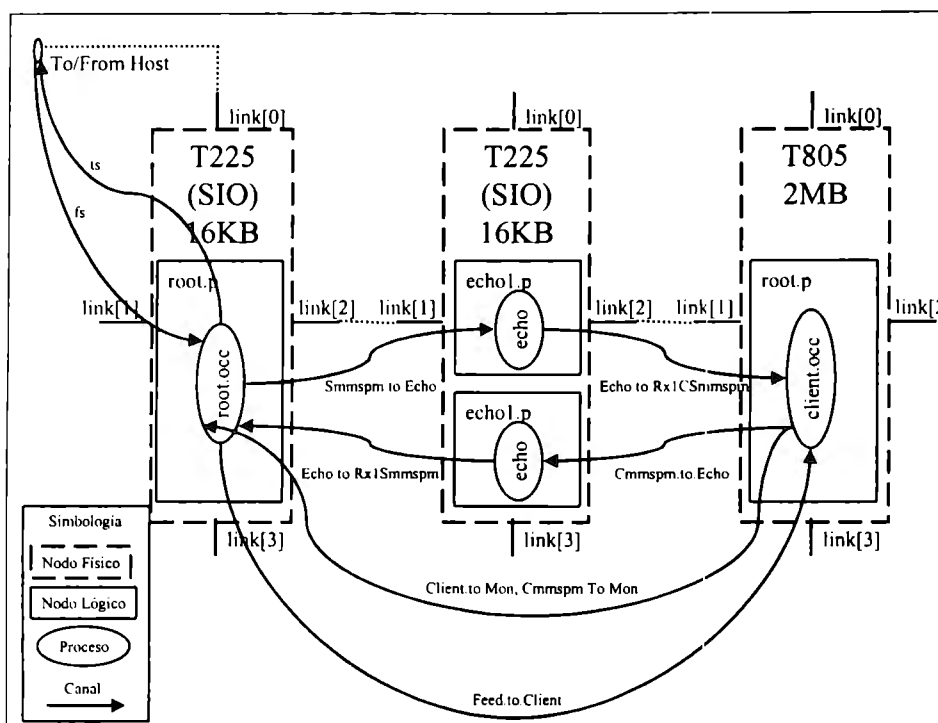 To/From Host
ts
fs
link[0]
T225
(SIO)
16KB
root.p
root.occ
link[1]
link[2]
link[3]
link[0]
T225
(SIO)
16KB
echo1.p
echo
echo1.p
echo
link[1]
link[2]
link[3]
link[0]
T805
2MB
root.p
client.occ
link[1]
link[2
Smmspm.to Echo
Echo to Rx1CSmmspm
Echo to Rx1Smmspm
Cmmspm.to.Echo
Client.to Mon, Cmmspm To Mon
Feed.to Client
Simbología
Nodo Físico
Nodo Lógico
Proceso
Canal